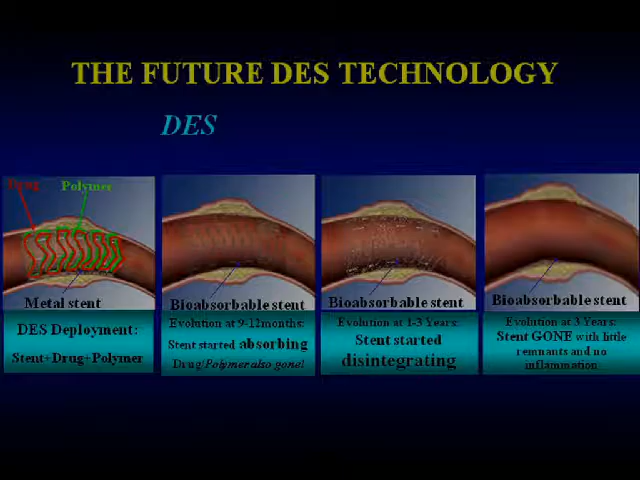 THE FUTURE DES TECHNOLOGY
DES
Drug
Polymer
Metal stent
DES Deployment:
Stent+Drug+Polymer
Bioabsorbable stent
Evolution at 9-12months:
Stent started absorbing
Drug/Polymer also gone!
Bioabsorbable stent
Evolution at 1-3 Years:
Stent started
disintegrating
Bioabsorbable stent
Evolution at 3 Years:
Stent GONE with little
remnants and no
inflammation.